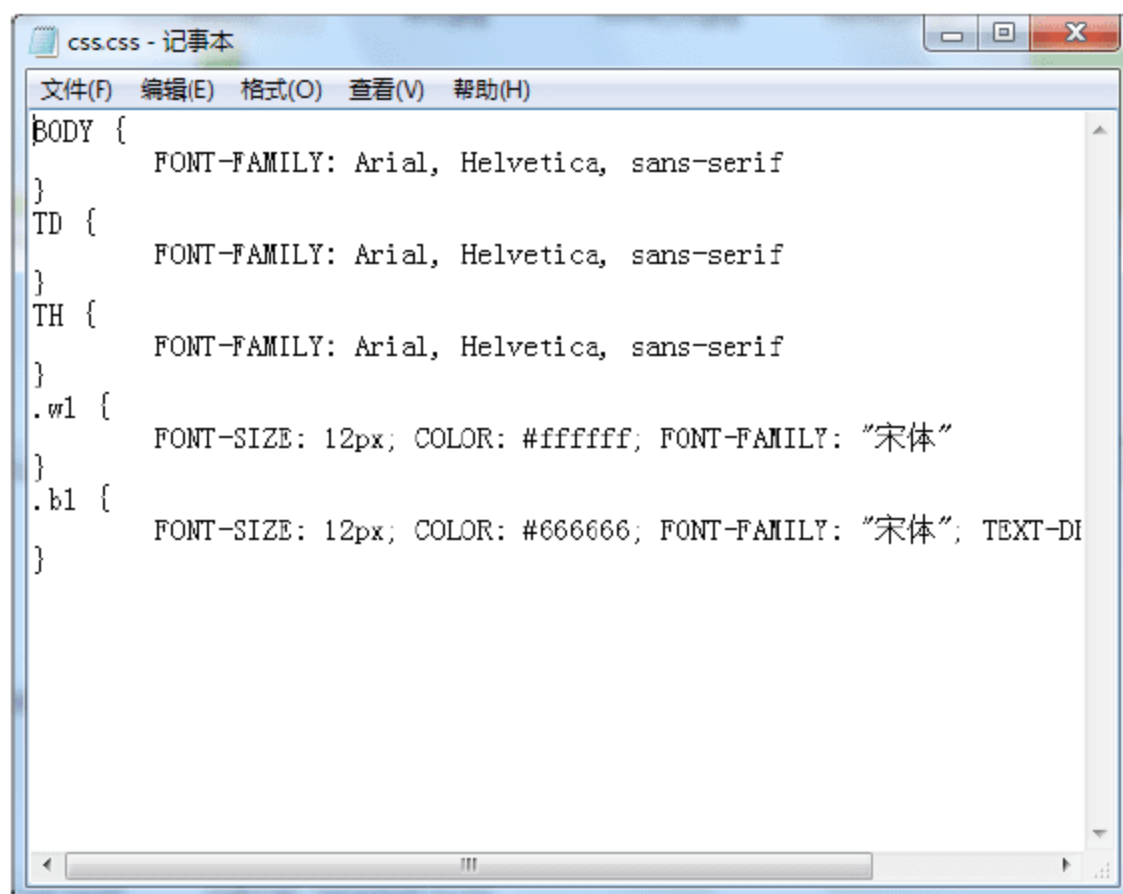 css.css - 记事本
文件(F) 编辑(E) 格式(O) 查看(V) 帮助(H)
BODY {
FONT-FAMILY: Arial, Helvetica, sans-serif
}
TD {
FONT-FAMILY: Arial, Helvetica, sans-serif
}
TH {
FONT-FAMILY: Arial, Helvetica, sans-serif
}
.w1 {
FONT-SIZE: 12px; COLOR: #ffffff; FONT-FAMILY: "宋体"
}
.b1 {
FONT-SIZE: 12px; COLOR: #666666; FONT-FAMILY: "宋体";
}